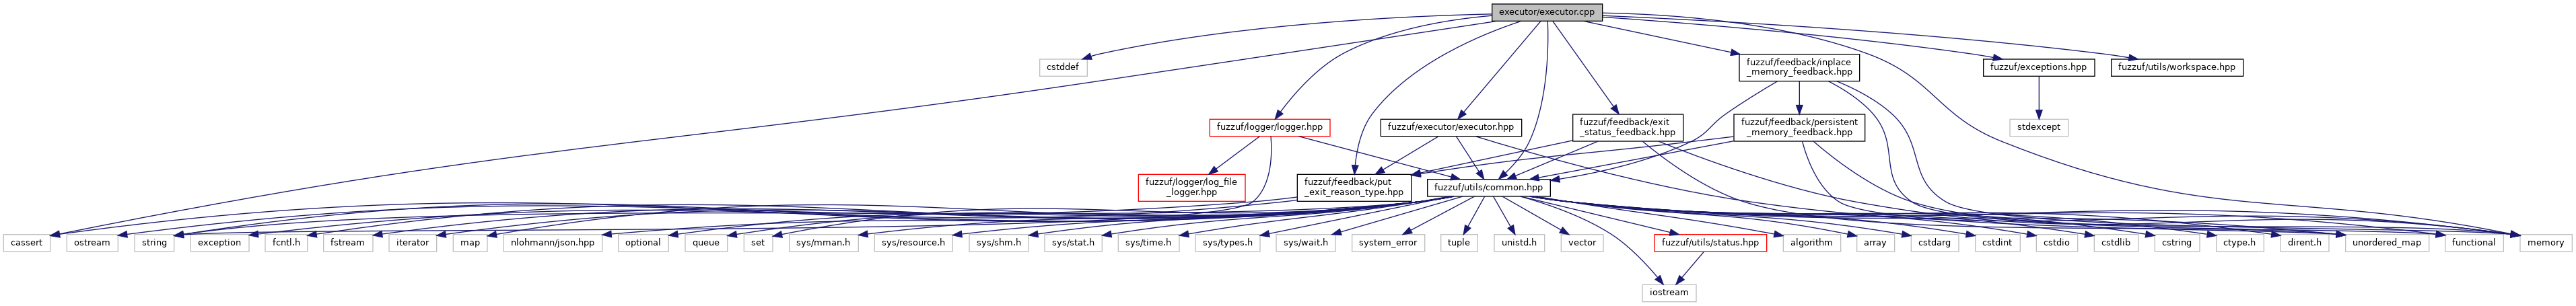 executor/executor.cpp
cstddef
fuzzuf/feedback/inplace
_memory_feedback.hpp
fuzzuf/exceptions.hpp
fuzzuf/utils/workspace.hpp
fuzzuf/logger/logger.hpp
fuzzuf/executor/executor.hpp
fuzzuf/feedback/exit
_status_feedback.hpp
fuzzuf/feedback/persistent
_memory_feedback.hpp
stdexcept
fuzzuf/logger/log_file
_logger.hpp
fuzzuf/feedback/put
_exit_reason_type.hpp
fuzzuf/utils/common.hpp
cassert
ostream
string
exception
fcntl.h
fstream
iterator
map
nlohmann/json.hpp
optional
queue
set
sys/mman.h
sys/resource.h
sys/shm.h
sys/stat.h
sys/time.h
sys/types.h
sys/wait.h
system_error
tuple
unistd.h
vector
fuzzuf/utils/status.hpp
algorithm
array
cstdarg
cstdint
cstdio
cstdlib
cstring
ctype.h
dirent.h
unordered_map
functional
memory
iostream